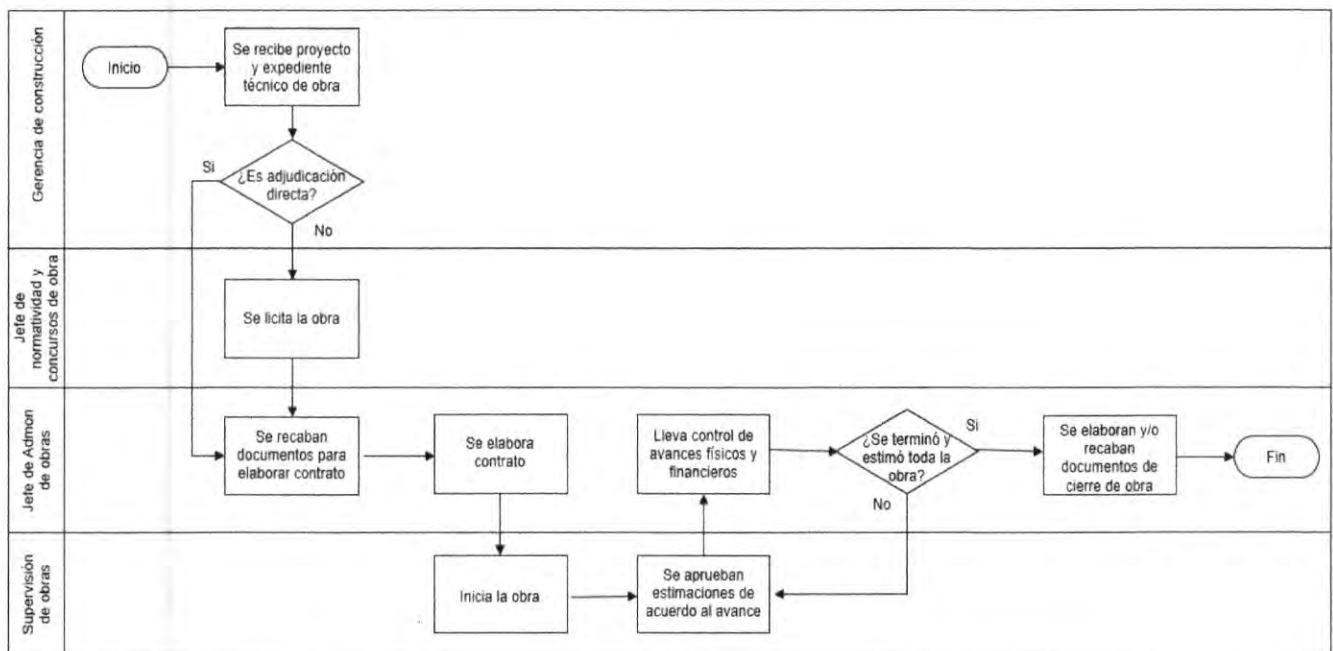 Gerencia de construcción
Inicio
Se recibe proyecto
y expediente
técnico de obra
¿Es adjudicación
directa?
Si
No
Jefe de
normatividad y
concursos de obra
Se licita la obra
Jefe de Admon
de obras
Se recaban
documentos para
elaborar contrato
Se elabora
contrato
Lleva control de
avances físicos y
financieros
¿Se terminó y
estimó toda la
obra?
Si
No
Se elaboran y/o
recaban
documentos de
cierre de obra
Fin
Supervisión
de obras
Inicia la obra
Se aprueban
estimaciones de
acuerdo al avance